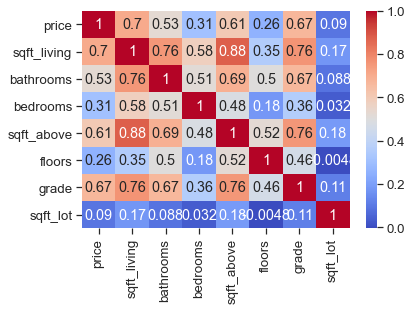 price 1 0.7 0.53 0.31 0.61 0.26 0.67 0.09
sqft_living 0.7 1 0.76 0.58 0.88 0.35 0.76 0.17
bathrooms 0.53 0.76 1 0.51 0.69 0.5 0.67 0.088
bedrooms 0.31 0.58 0.51 1 0.48 0.18 0.36 0.032
sqft_above 0.61 0.88 0.69 0.48 1 0.52 0.76 0.18
floors 0.26 0.35 0.5 0.18 0.52 1 0.46
grade 0.67 0.76 0.67 0.36 0.76 0.46 1 0.11
sqft_lot 0.09 0.17 0.088 0.032 0.18 -0.0048 0.11 1
price sqft_living bathrooms bedrooms sqft_above floors grade sqft_lot
1.0
0.8
0.6
0.4
0.2
0.0